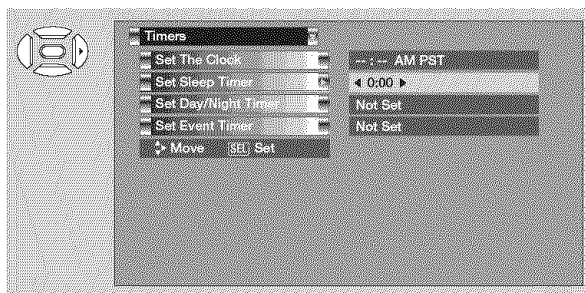 Timers
Set The Clock -- : -- AM PST
Set Sleep Timer ◀ 0:00 ▶
Set Day/Night Timer Not Set
Set Event Timer Not Set
Move SEL Set